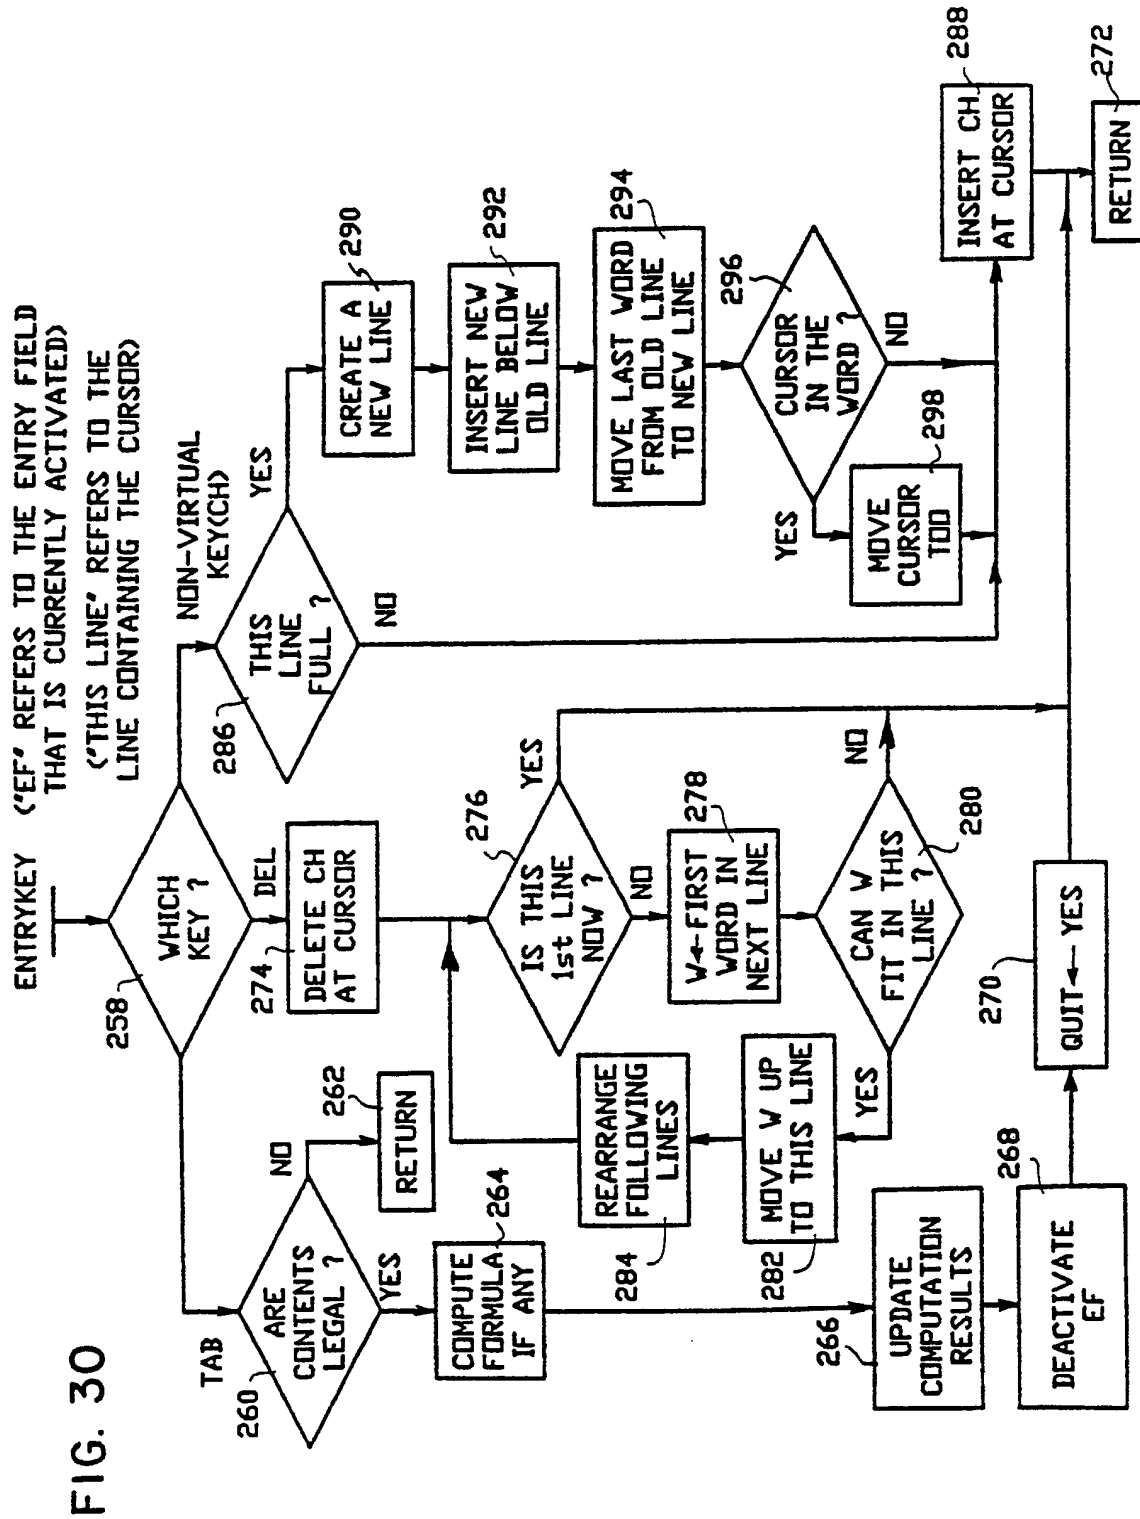 FIG. 30
ENTRYKEY
("EF" REFERS TO THE ENTRY FIELD
THAT IS CURRENTLY ACTIVATED)
("THIS LINE" REFERS TO THE
LINE CONTAINING THE CURSOR)
258
WHICH
KEY ?
TAB
DEL
NON-VIRTUAL
KEY(CH)
260
ARE
CONTENTS
LEGAL ?
NO
262
RETURN
YES
264
COMPUTE
FORMULA
IF ANY
266
UPDATE
COMPUTATION
RESULTS
268
DEACTIVATE
EF
270
QUIT← YES
274
DELETE CH
AT CURSOR
276
IS THIS
1st LINE
NOW ?
YES
NO
278
W←FIRST
WORD IN
NEXT LINE
280
CAN W
FIT IN THIS
LINE ?
NO
YES
282
MOVE W UP
TO THIS LINE
284
REARRANGE
FOLLOWING
LINES
286
THIS
LINE
FULL ?
YES
NO
290
CREATE A
NEW LINE
292
INSERT NEW
LINE BELOW
OLD LINE
294
MOVE LAST WORD
FROM OLD LINE
TO NEW LINE
296
CURSOR
IN THE
WORD ?
YES
NO
298
MOVE
CURSOR
TOO
288
INSERT CH
AT CURSOR
272
RETURN